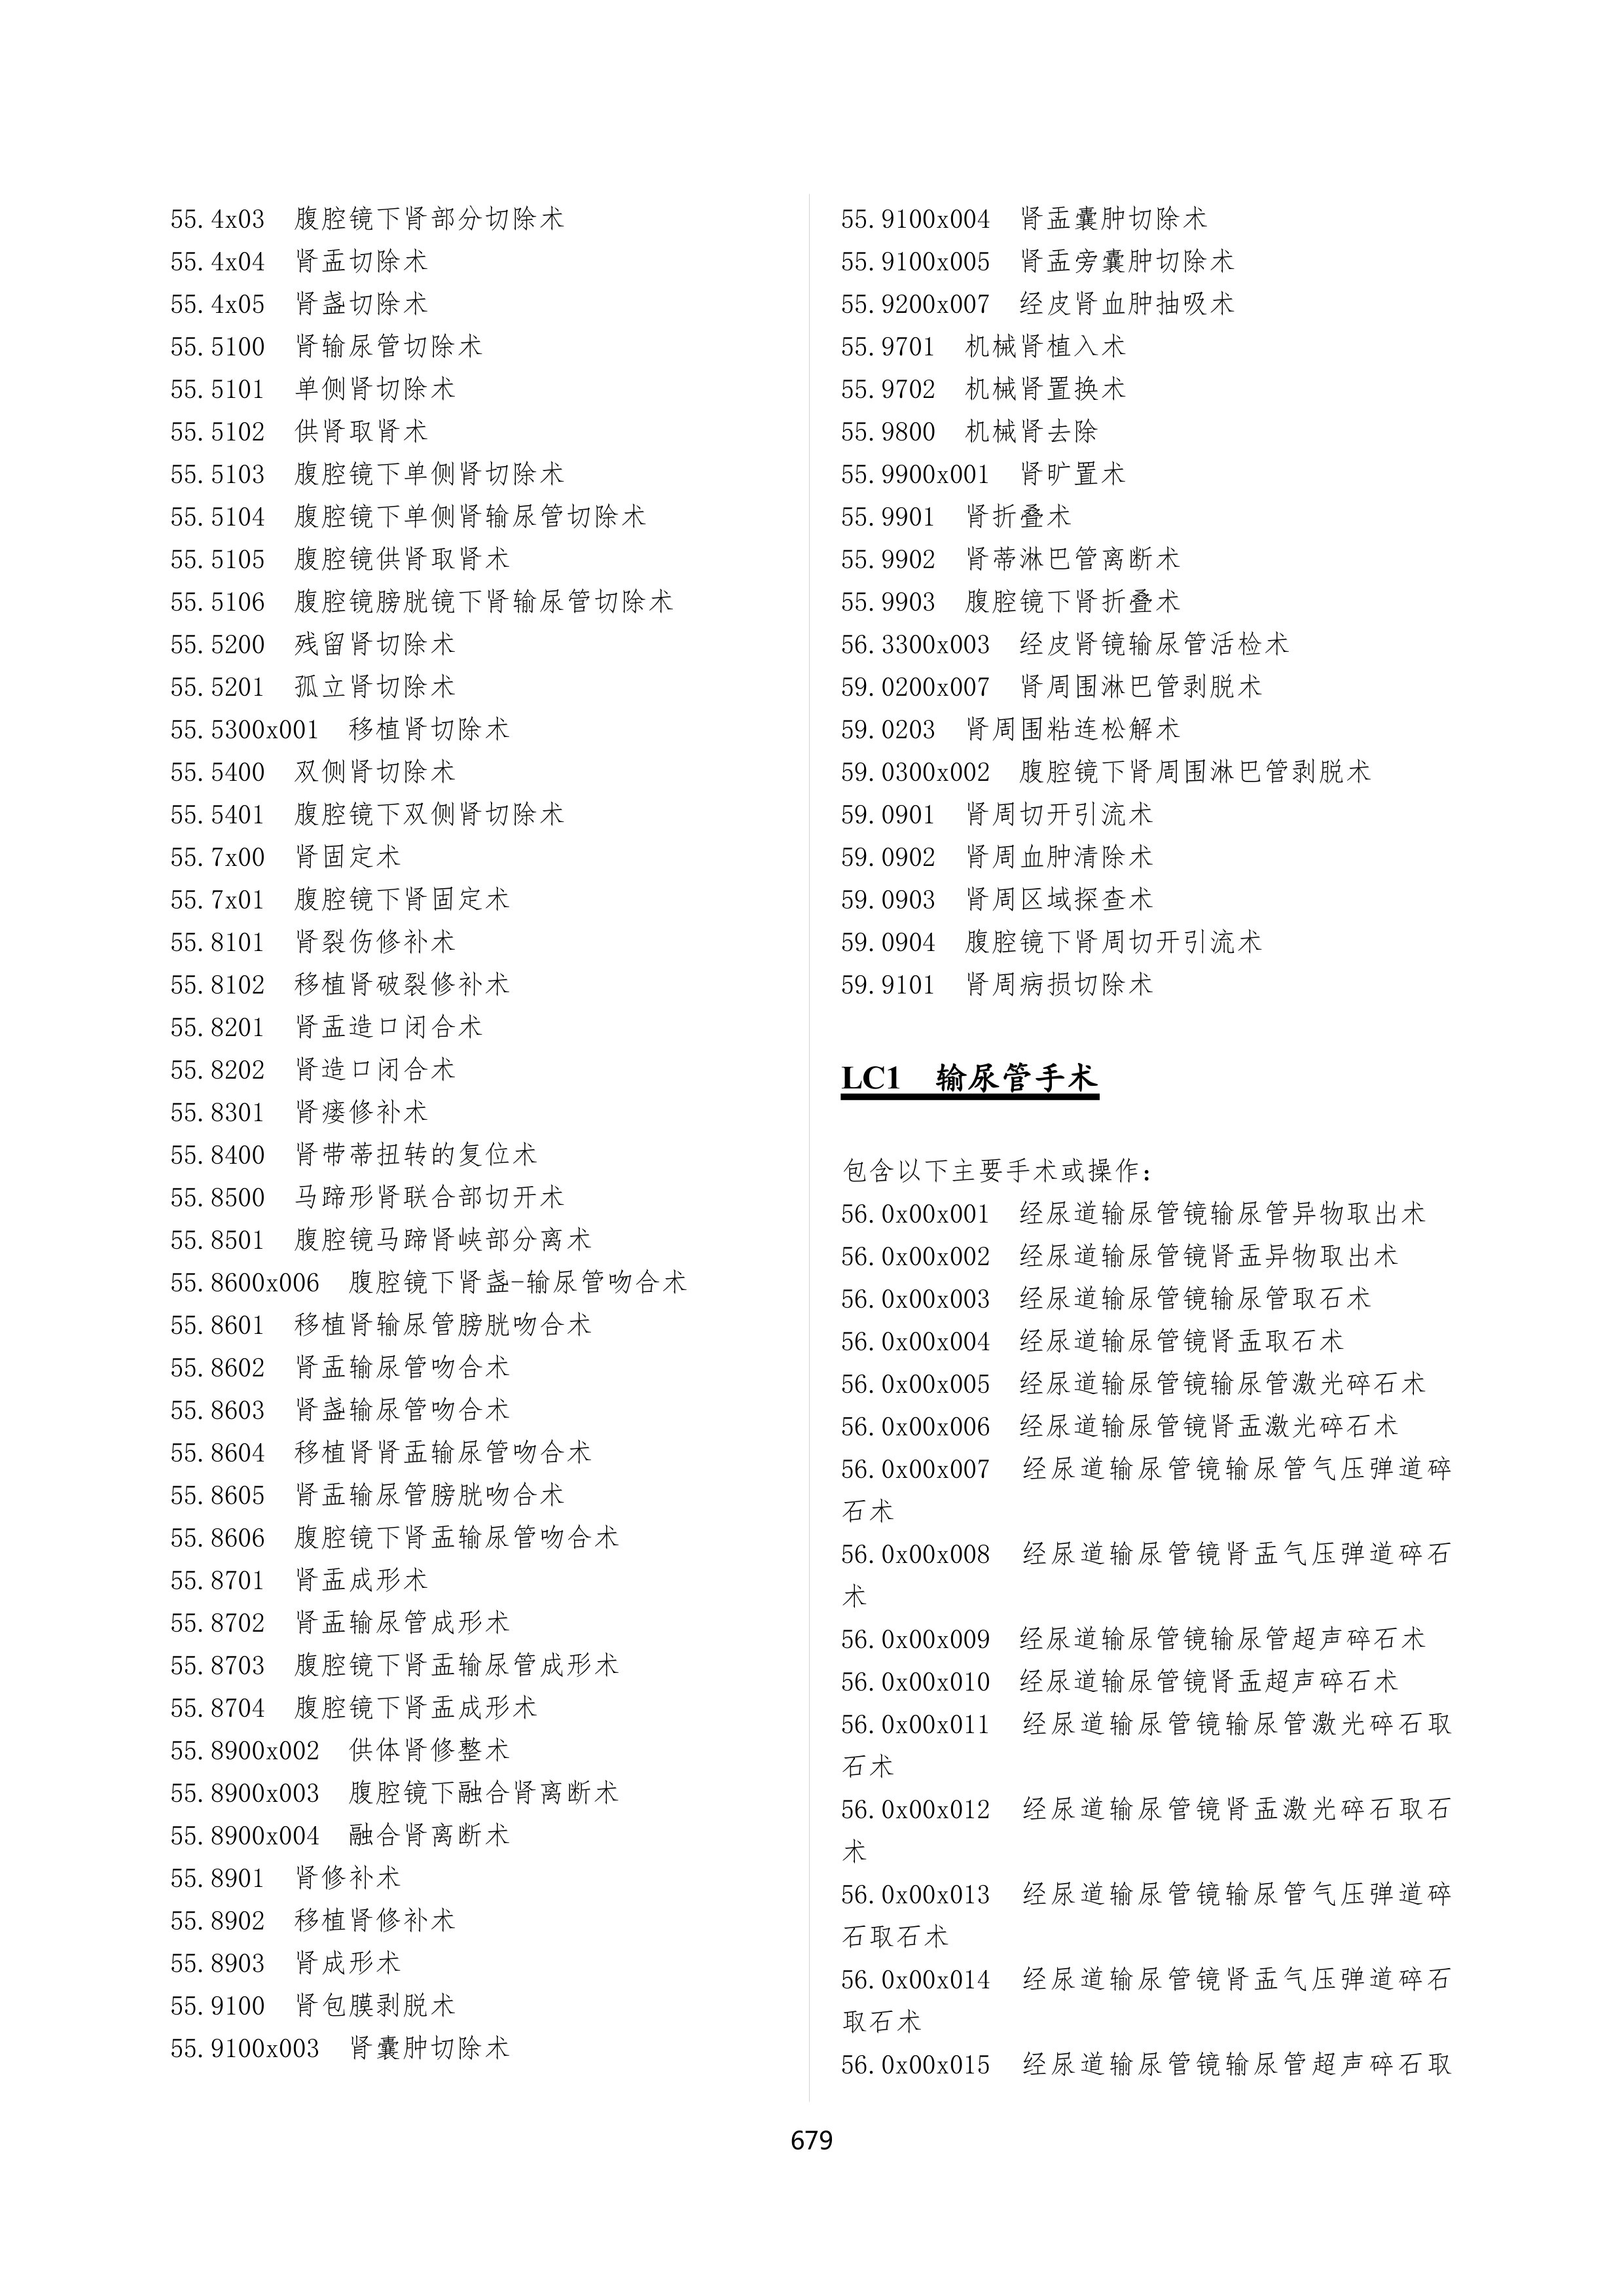 55.4x03 腹腔镜下肾部分切除术
55.4x04 肾盂切除术
55.4x05 肾盏切除术
55.5100 肾输尿管切除术
55.5101 单侧肾切除术
55.5102 供肾取肾术
55.5103 腹腔镜下单侧肾切除术
55.5104 腹腔镜下单侧肾输尿管切除术
55.5105 腹腔镜供肾取肾术
55.5106 腹腔镜膀胱镜下肾输尿管切除术
55.5200 残留肾切除术
55.5201 孤立肾切除术
55.5300x001 移植肾切除术
55.5400 双侧肾切除术
55.5401 腹腔镜下双侧肾切除术
55.7x00 肾固定术
55.7x01 腹腔镜下肾固定术
55.8101 肾裂伤修补术
55.8102 移植肾破裂修补术
55.8201 肾盂造口闭合术
55.8202 肾造口闭合术
55.8301 肾瘘修补术
55.8400 肾带蒂扭转的复位术
55.8500 马蹄形肾联合部切开术
55.8501 腹腔镜马蹄肾峡部分离术
55.8600x006 腹腔镜下肾盏-输尿管吻合术
55.8601 移植肾输尿管膀胱吻合术
55.8602 肾盂输尿管吻合术
55.8603 肾盏输尿管吻合术
55.8604 移植肾肾盂输尿管吻合术
55.8605 肾盂输尿管膀胱吻合术
55.8606 腹腔镜下肾盂输尿管吻合术
55.8701 肾盂成形术
55.8702 肾盂输尿管成形术
55.8703 腹腔镜下肾盂输尿管成形术
55.8704 腹腔镜下肾盂成形术
55.8900x002 供体肾修整术
55.8900x003 腹腔镜下融合肾离断术
55.8900x004 融合肾离断术
55.8901 肾修补术
55.8902 移植肾修补术
55.8903 肾成形术
55.9100 肾包膜剥脱术
55.9100x003 肾囊肿切除术
55.9100x004 肾盂囊肿切除术
55.9100x005 肾盂旁囊肿切除术
55.9200x007 经皮肾血肿抽吸术
55.9701 机械肾植入术
55.9702 机械肾置换术
55.9800 机械肾去除
55.9900x001 肾旷置术
55.9901 肾折叠术
55.9902 肾蒂淋巴管离断术
55.9903 腹腔镜下肾折叠术
56.3300x003 经皮肾镜输尿管活检术
59.0200x007 肾周围淋巴管剥脱术
59.0203 肾周围粘连松解术
59.0300x002 腹腔镜下肾周围淋巴管剥脱术
59.0901 肾周切开引流术
59.0902 肾周血肿清除术
59.0903 肾周区域探查术
59.0904 腹腔镜下肾周切开引流术
59.9101 肾周病损切除术
LC1 输尿管手术
包含以下主要手术或操作：
56.0x00x001 经尿道输尿管镜输尿管异物取出术
56.0x00x002 经尿道输尿管镜肾盂异物取出术
56.0x00x003 经尿道输尿管镜输尿管取石术
56.0x00x004 经尿道输尿管镜肾盂取石术
56.0x00x005 经尿道输尿管镜输尿管激光碎石术
56.0x00x006 经尿道输尿管镜肾盂激光碎石术
56.0x00x007 经尿道输尿管镜输尿管气压弹道碎
石术
56.0x00x008 经尿道输尿管镜肾盂气压弹道碎石
术
56.0x00x009 经尿道输尿管镜输尿管超声碎石术
56.0x00x010 经尿道输尿管镜肾盂超声碎石术
56.0x00x011 经尿道输尿管镜输尿管激光碎石取
石术
56.0x00x012 经尿道输尿管镜肾盂激光碎石取石
术
56.0x00x013 经尿道输尿管镜输尿管气压弹道碎
石取石术
56.0x00x014 经尿道输尿管镜肾盂气压弹道碎石
取石术
56.0x00x015 经尿道输尿管镜输尿管超声碎石取
679